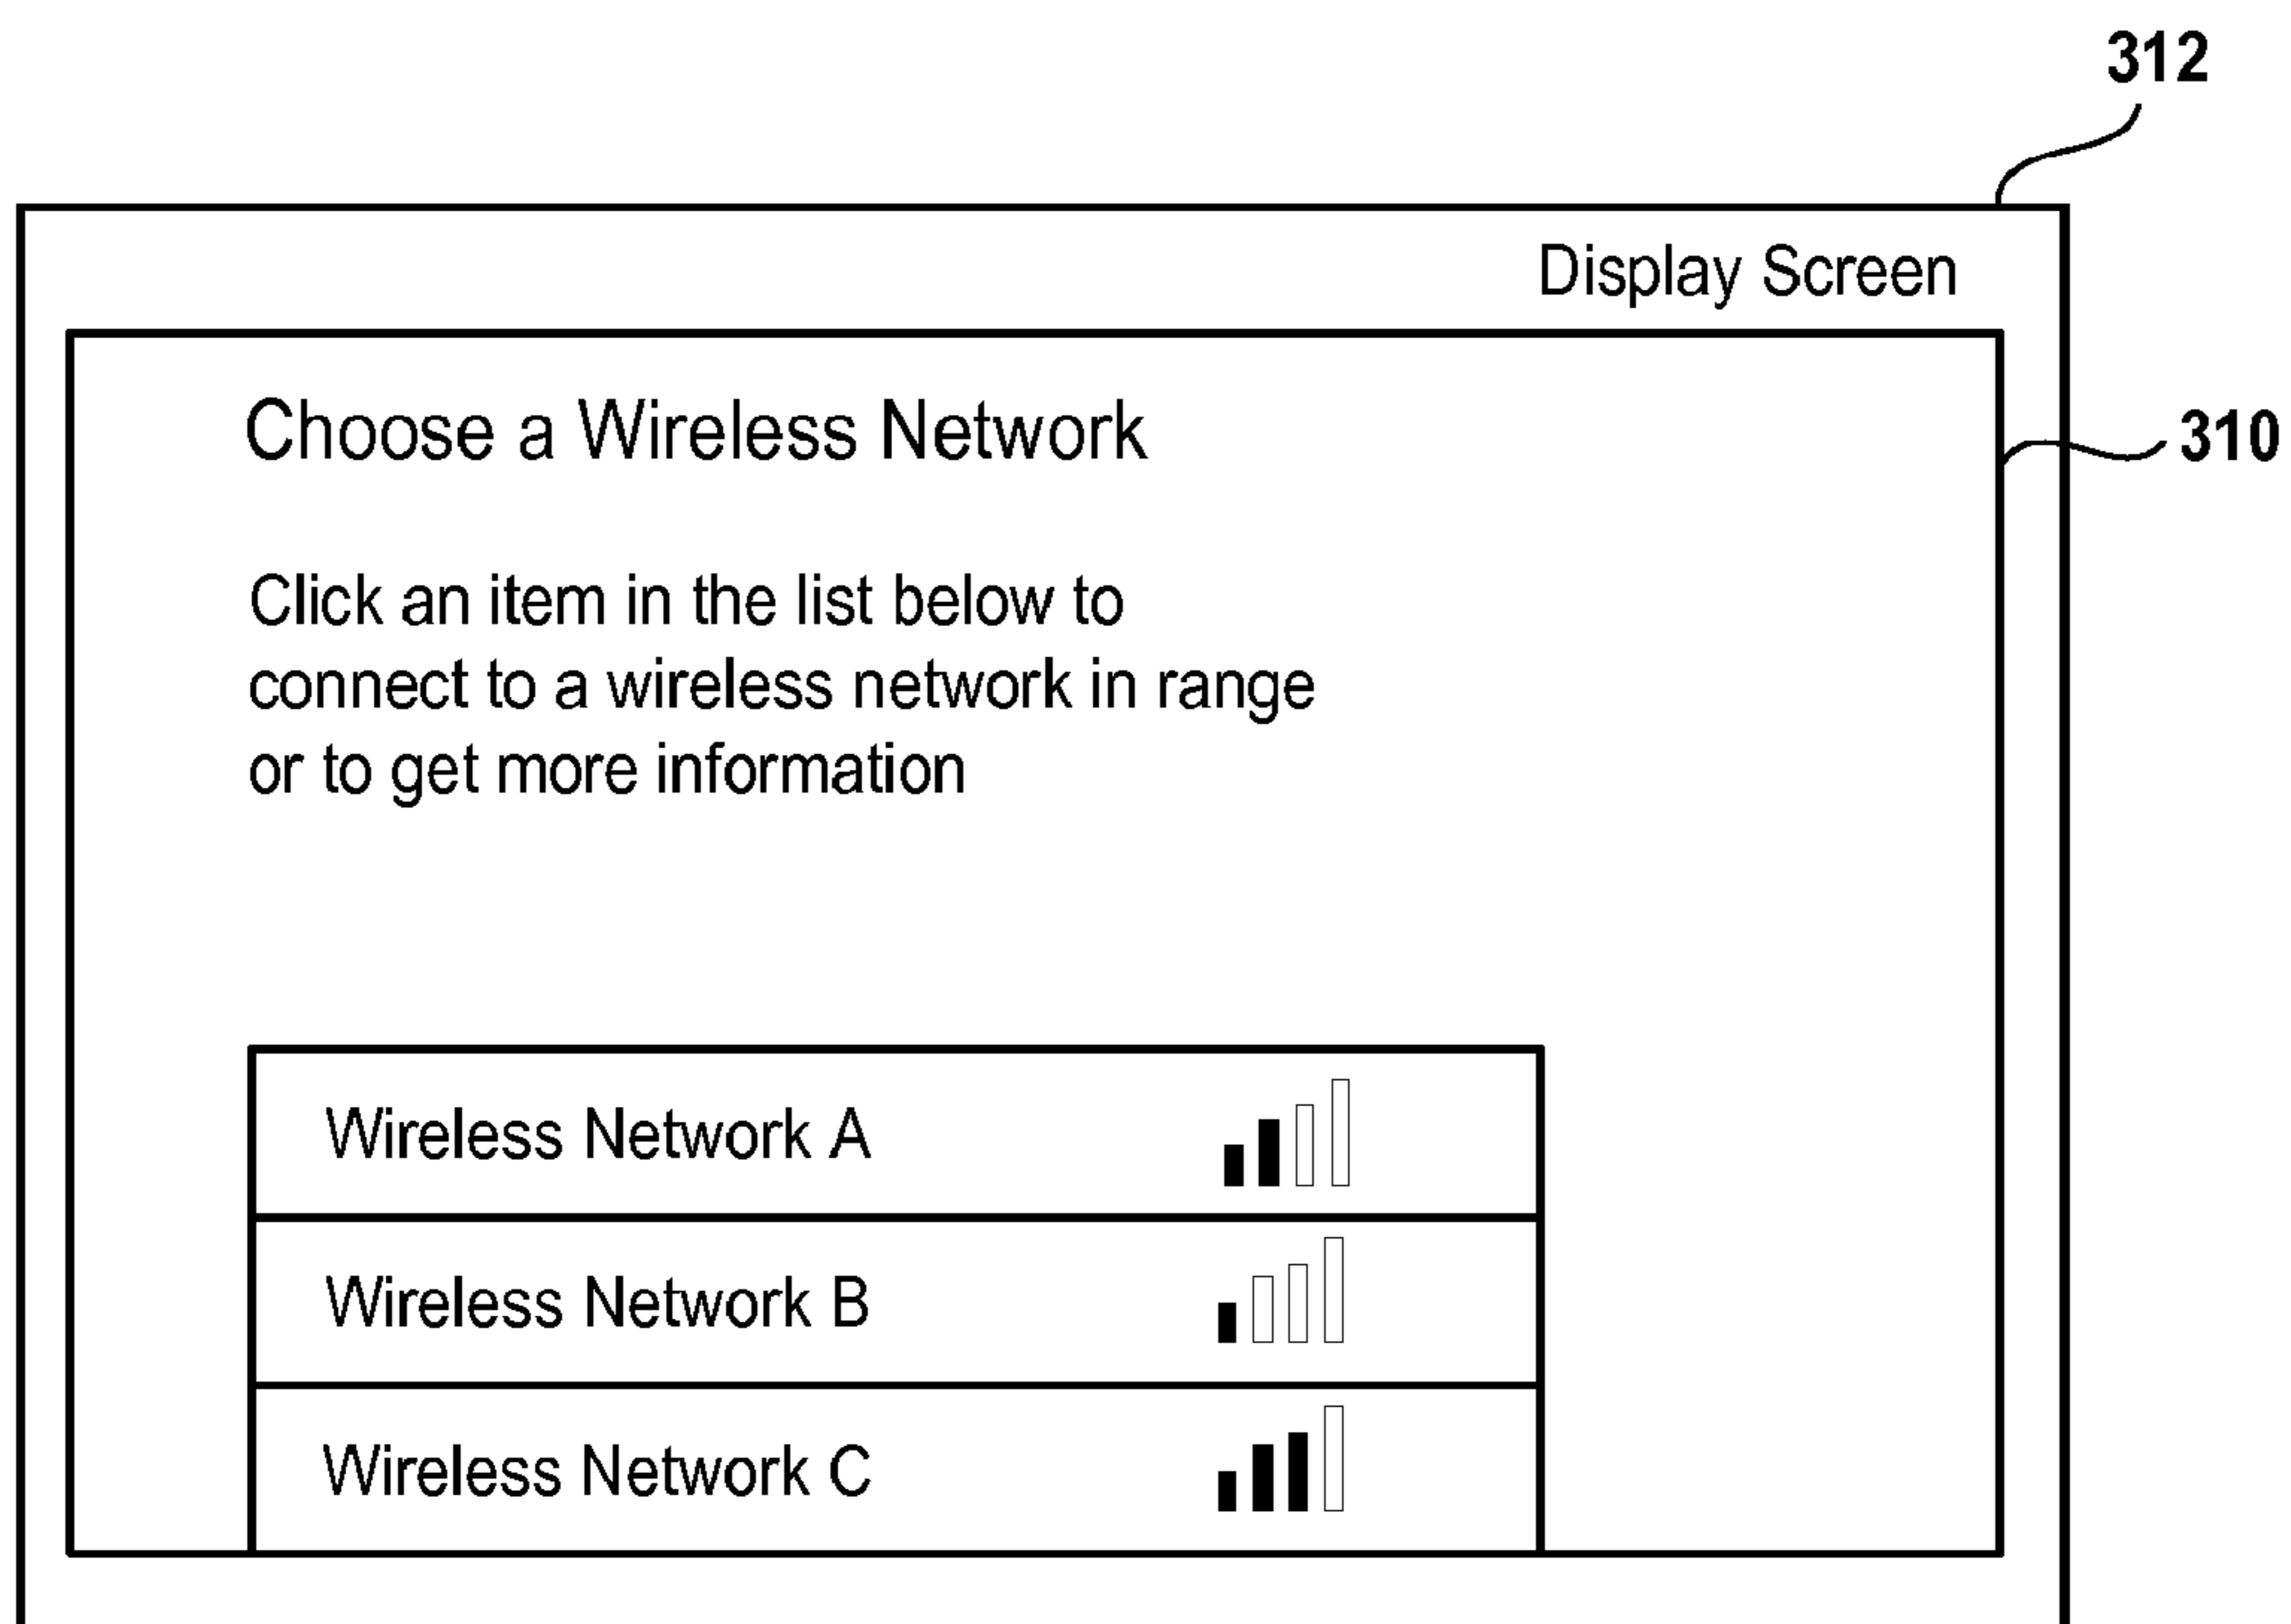 312
Display Screen
Choose a Wireless Network
310
Click an item in the list below to
connect to a wireless network in range
or to get more information
Wireless Network A
Wireless Network B
Wireless Network C